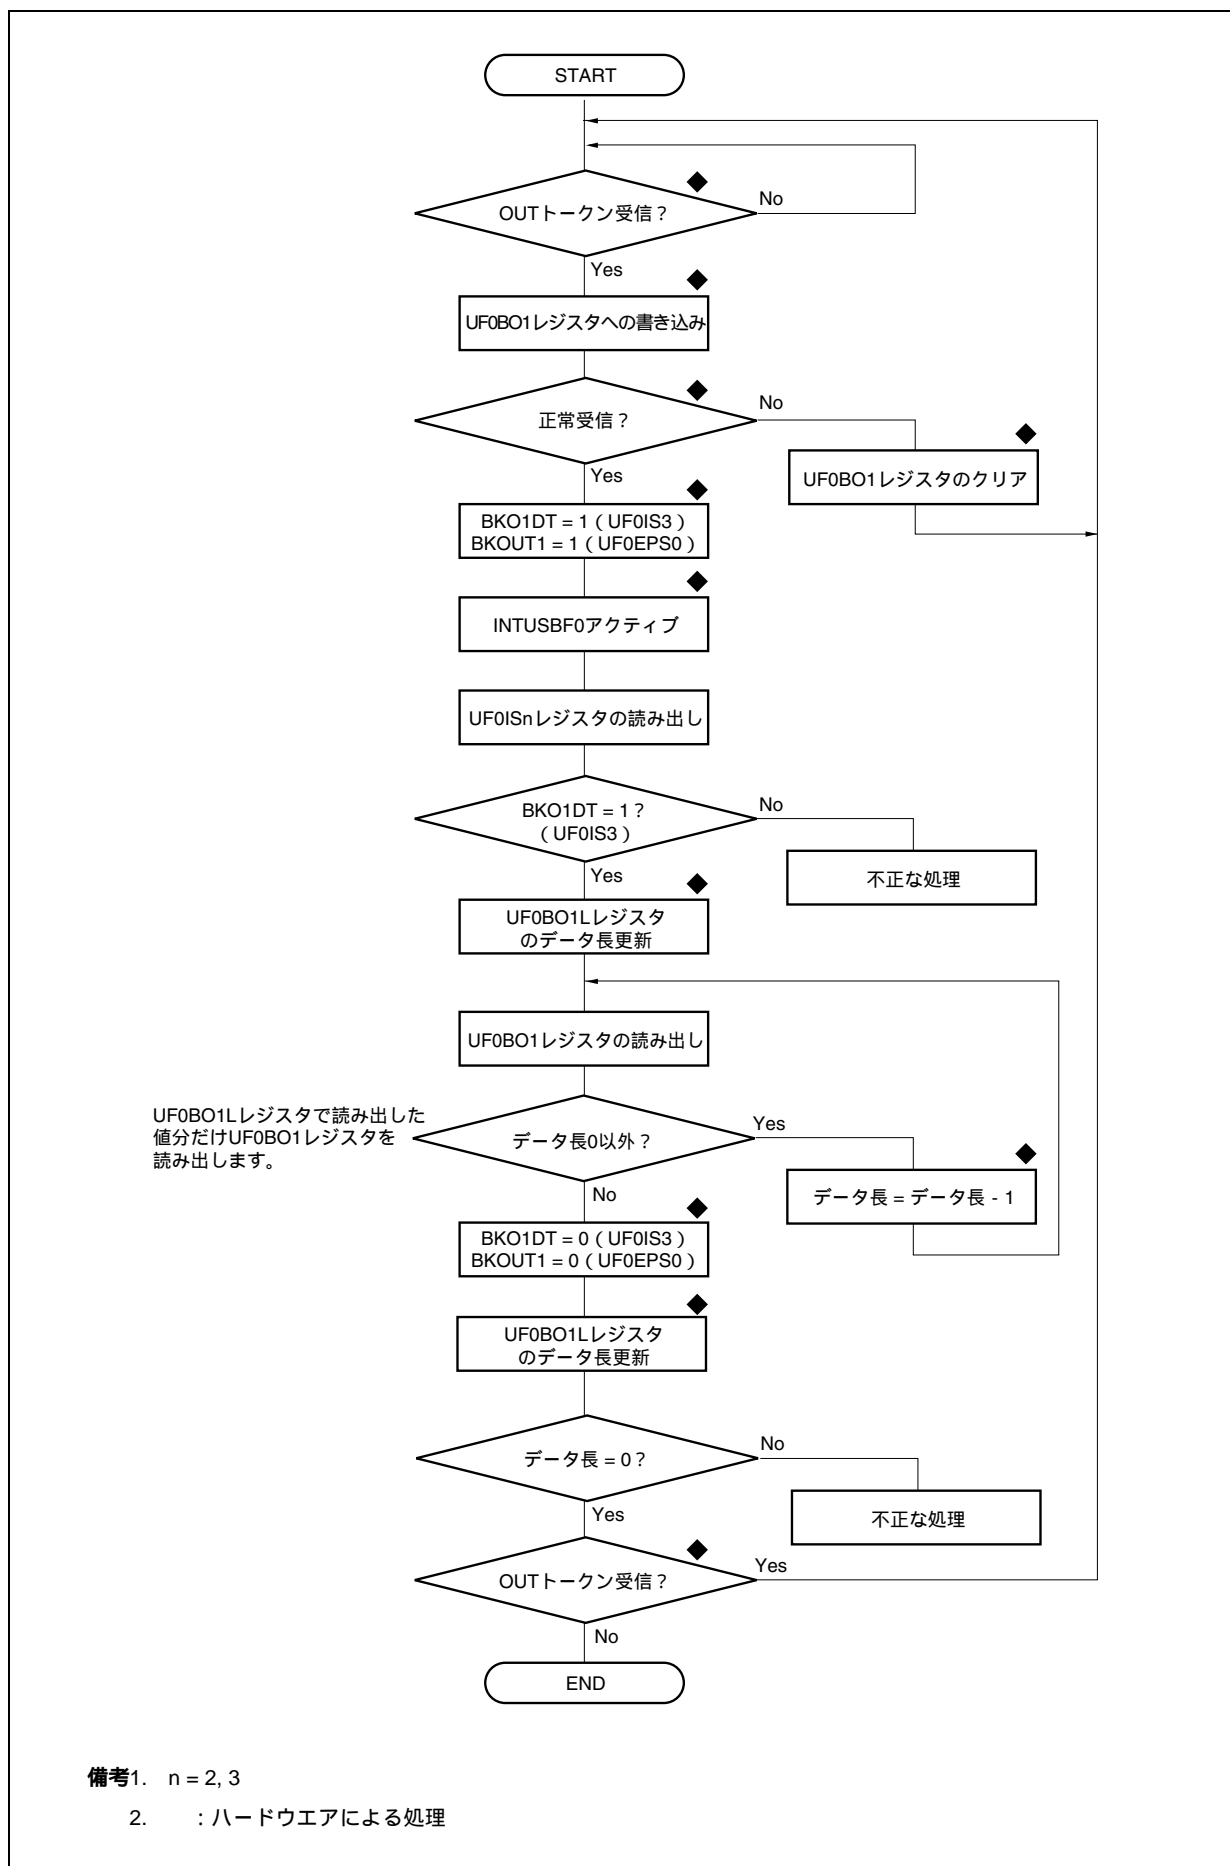 START
OUTトークン受信？
No
Yes
UF0BO1レジスタへの書き込み
正常受信？
No
Yes
UF0BO1レジスタのクリア
BKO1DT = 1（UF0IS3）
BKOUT1 = 1（UF0EPS0）
INTUSBF0アクティブ
UF0ISnレジスタの読み出し
BKO1DT = 1？
（UF0IS3）
No
Yes
不正な処理
UF0BO1Lレジスタ
のデータ長更新
UF0BO1レジスタの読み出し
UF0BO1Lレジスタで読み出した
値分だけUF0BO1レジスタを
読み出します。
データ長0以外？
Yes
No
データ長 = データ長 - 1
BKO1DT = 0（UF0IS3）
BKOUT1 = 0（UF0EPS0）
UF0BO1Lレジスタ
のデータ長更新
データ長 = 0？
No
Yes
不正な処理
OUTトークン受信？
Yes
No
END
備考1. n = 2, 3
2. ：ハードウエアによる処理